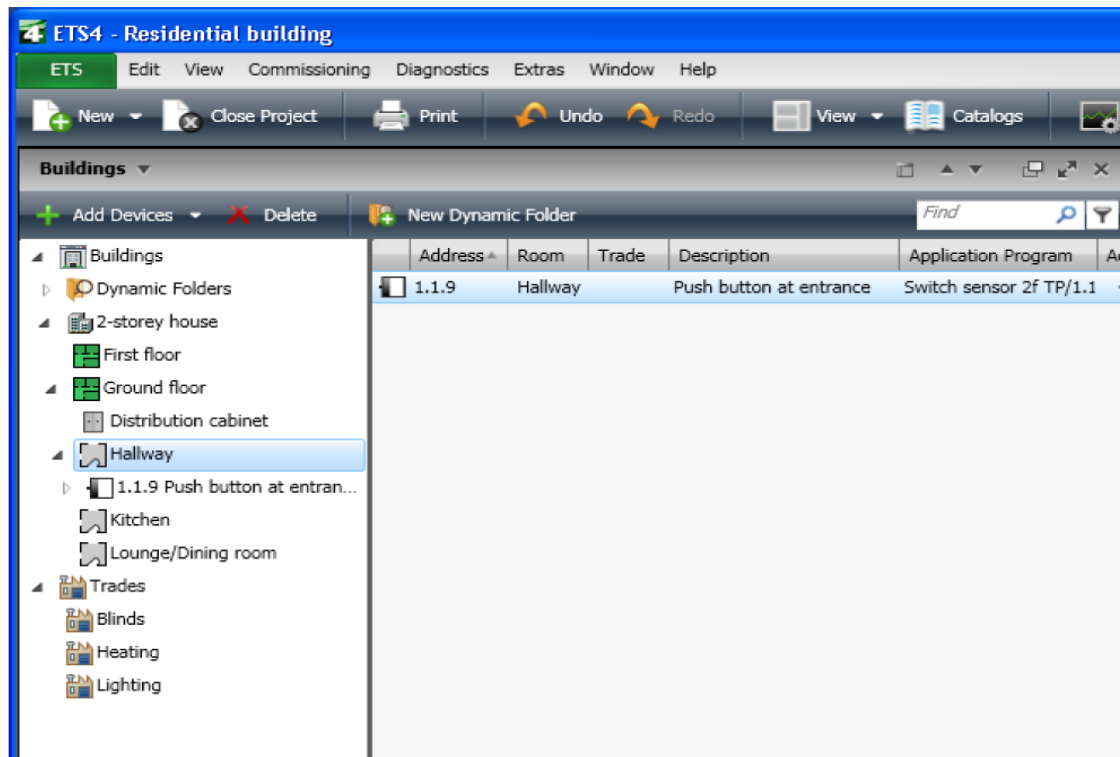 4 ETS4 - Residential building
ETS Edit View Commissioning Diagnostics Extras Window Help
New Close Project Print Undo Redo View Catalogs
Buildings
Add Devices Delete New Dynamic Folder Find
Buildings
Dynamic Folders
2-storey house
First floor
Ground floor
Distribution cabinet
Hallway
1.1.9 Push button at entran...
Kitchen
Lounge/Dining room
Trades
Blinds
Heating
Lighting
Address Room Trade Description Application Program
1.1.9 Hallway Push button at entrance Switch sensor 2f TP/1.1